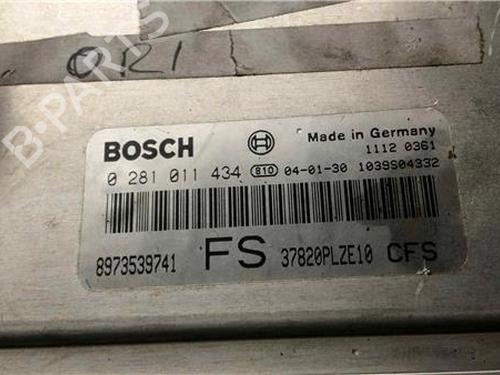 ORI
B-PARTS
BOSCH
Made in Germany
1112 0361
0 281 011 434 810 04-01-30 1039S04332
8973539741 FS 37820PLZE10 CFS